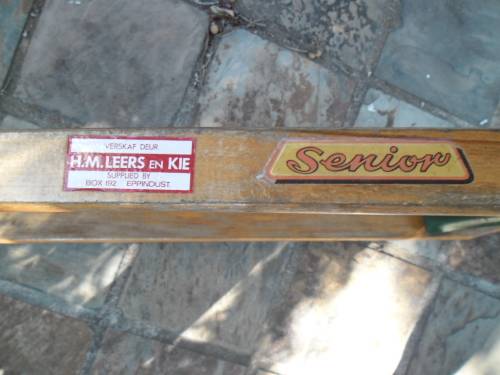 VERSKAF DEUR
H.M. LEERS EN KIE
SUPPLIED BY
BOX 192 EPPINDUST.
Senior